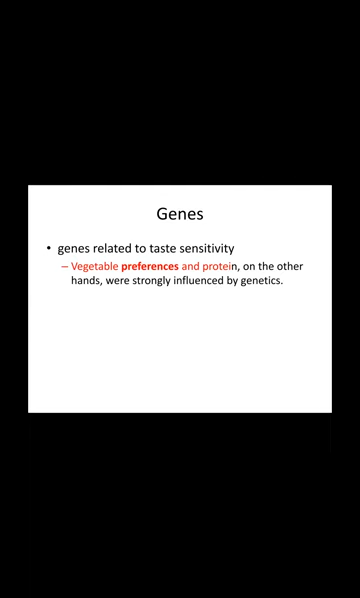 Genes
• genes related to taste sensitivity
– Vegetable preferences and protein, on the other
hands, were strongly influenced by genetics.